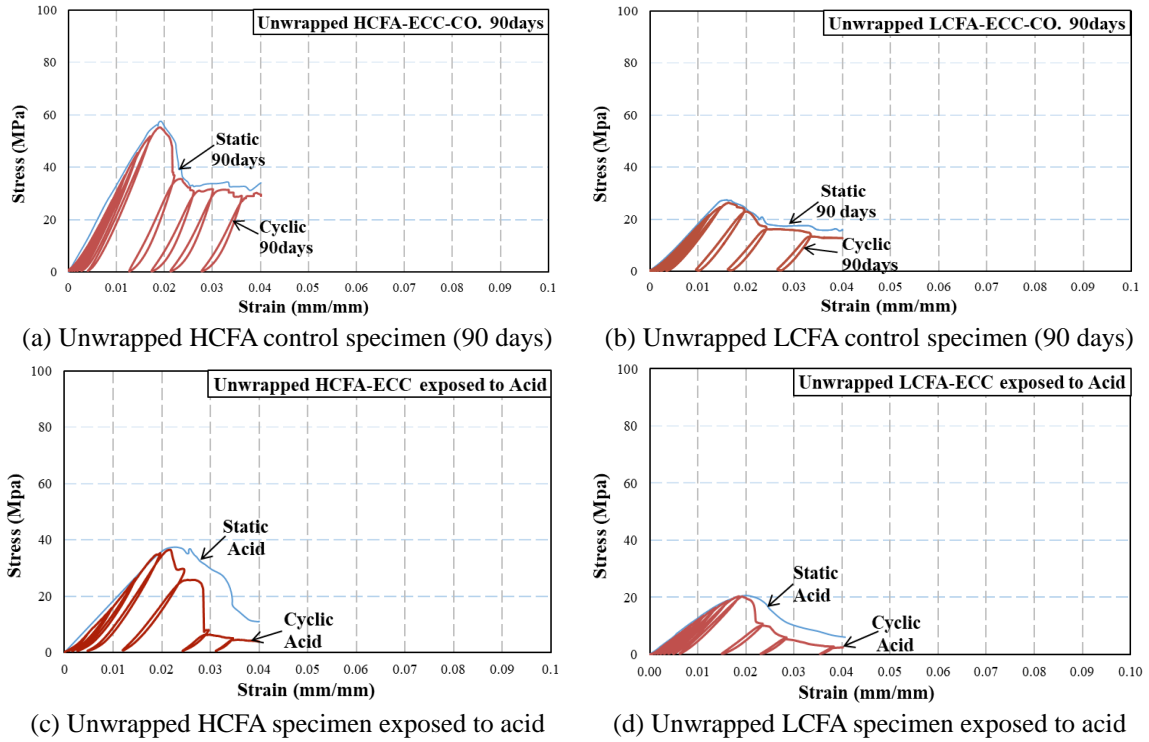 Unwrapped HCFA-ECC-CO. 90days
100
80
60
40
20
0
Stress (MPa)
Static
90days
Cyclic
90days
0 0.01 0.02 0.03 0.04 0.05 0.06 0.07 0.08 0.09 0.1
Strain (mm/mm)
(a) Unwrapped HCFA control specimen (90 days)
Unwrapped LCFA-ECC-CO. 90days
100
80
60
40
20
0
Stress (Mpa)
Static
90 days
Cyclic
90days
0 0.01 0.02 0.03 0.04 0.05 0.06 0.07 0.08 0.09 0.1
Strain (mm/mm)
(b) Unwrapped LCFA control specimen (90 days)
Unwrapped HCFA-ECC exposed to Acid
100
80
60
40
20
0
Stress (Mpa)
Static
Acid
Cyclic
Acid
0 0.01 0.02 0.03 0.04 0.05 0.06 0.07 0.08 0.09 0.1
Strain (mm/mm)
(c) Unwrapped HCFA specimen exposed to acid
Unwrapped LCFA-ECC exposed to Acid
100
80
60
40
20
0
Stress (Mpa)
Static
Acid
Cyclic
Acid
0.00 0.01 0.02 0.03 0.04 0.05 0.06 0.07 0.08 0.09 0.10
Strain (mm/mm)
(d) Unwrapped LCFA specimen exposed to acid